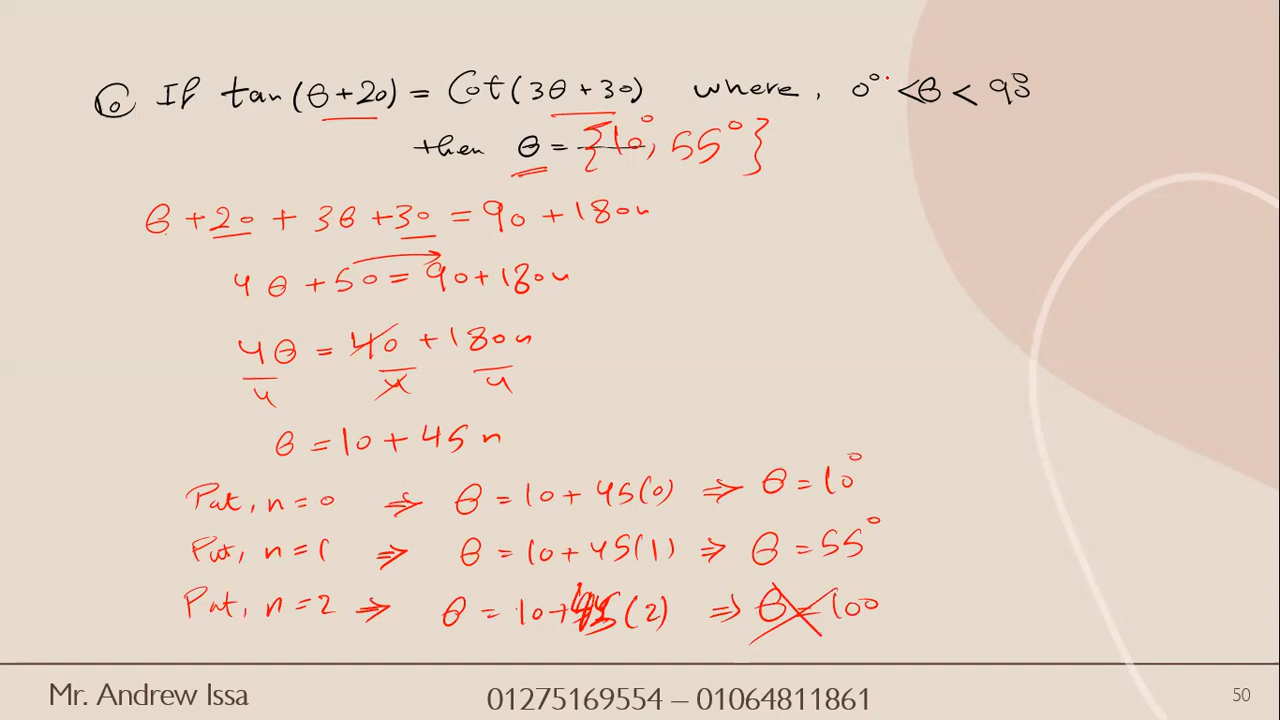 ⑥ If tan(θ+20) = Cot(3θ+30) where, 0° <θ< 90°
then θ = {10°, 55°}
θ+20+3θ+30=90+180n
4θ+50=90+180n
4θ = 40 +180n
4 4 4
θ=10+45n
Put, n=0 ⇒ θ=10+45(0) ⇒ θ=10°
Put, n=1 ⇒ θ=10+45(1) ⇒ θ=55°
Put, n=2 ⇒ θ=10+45(2) ⇒ θ=100
Mr. Andrew Issa 01275169554 – 01064811861 50